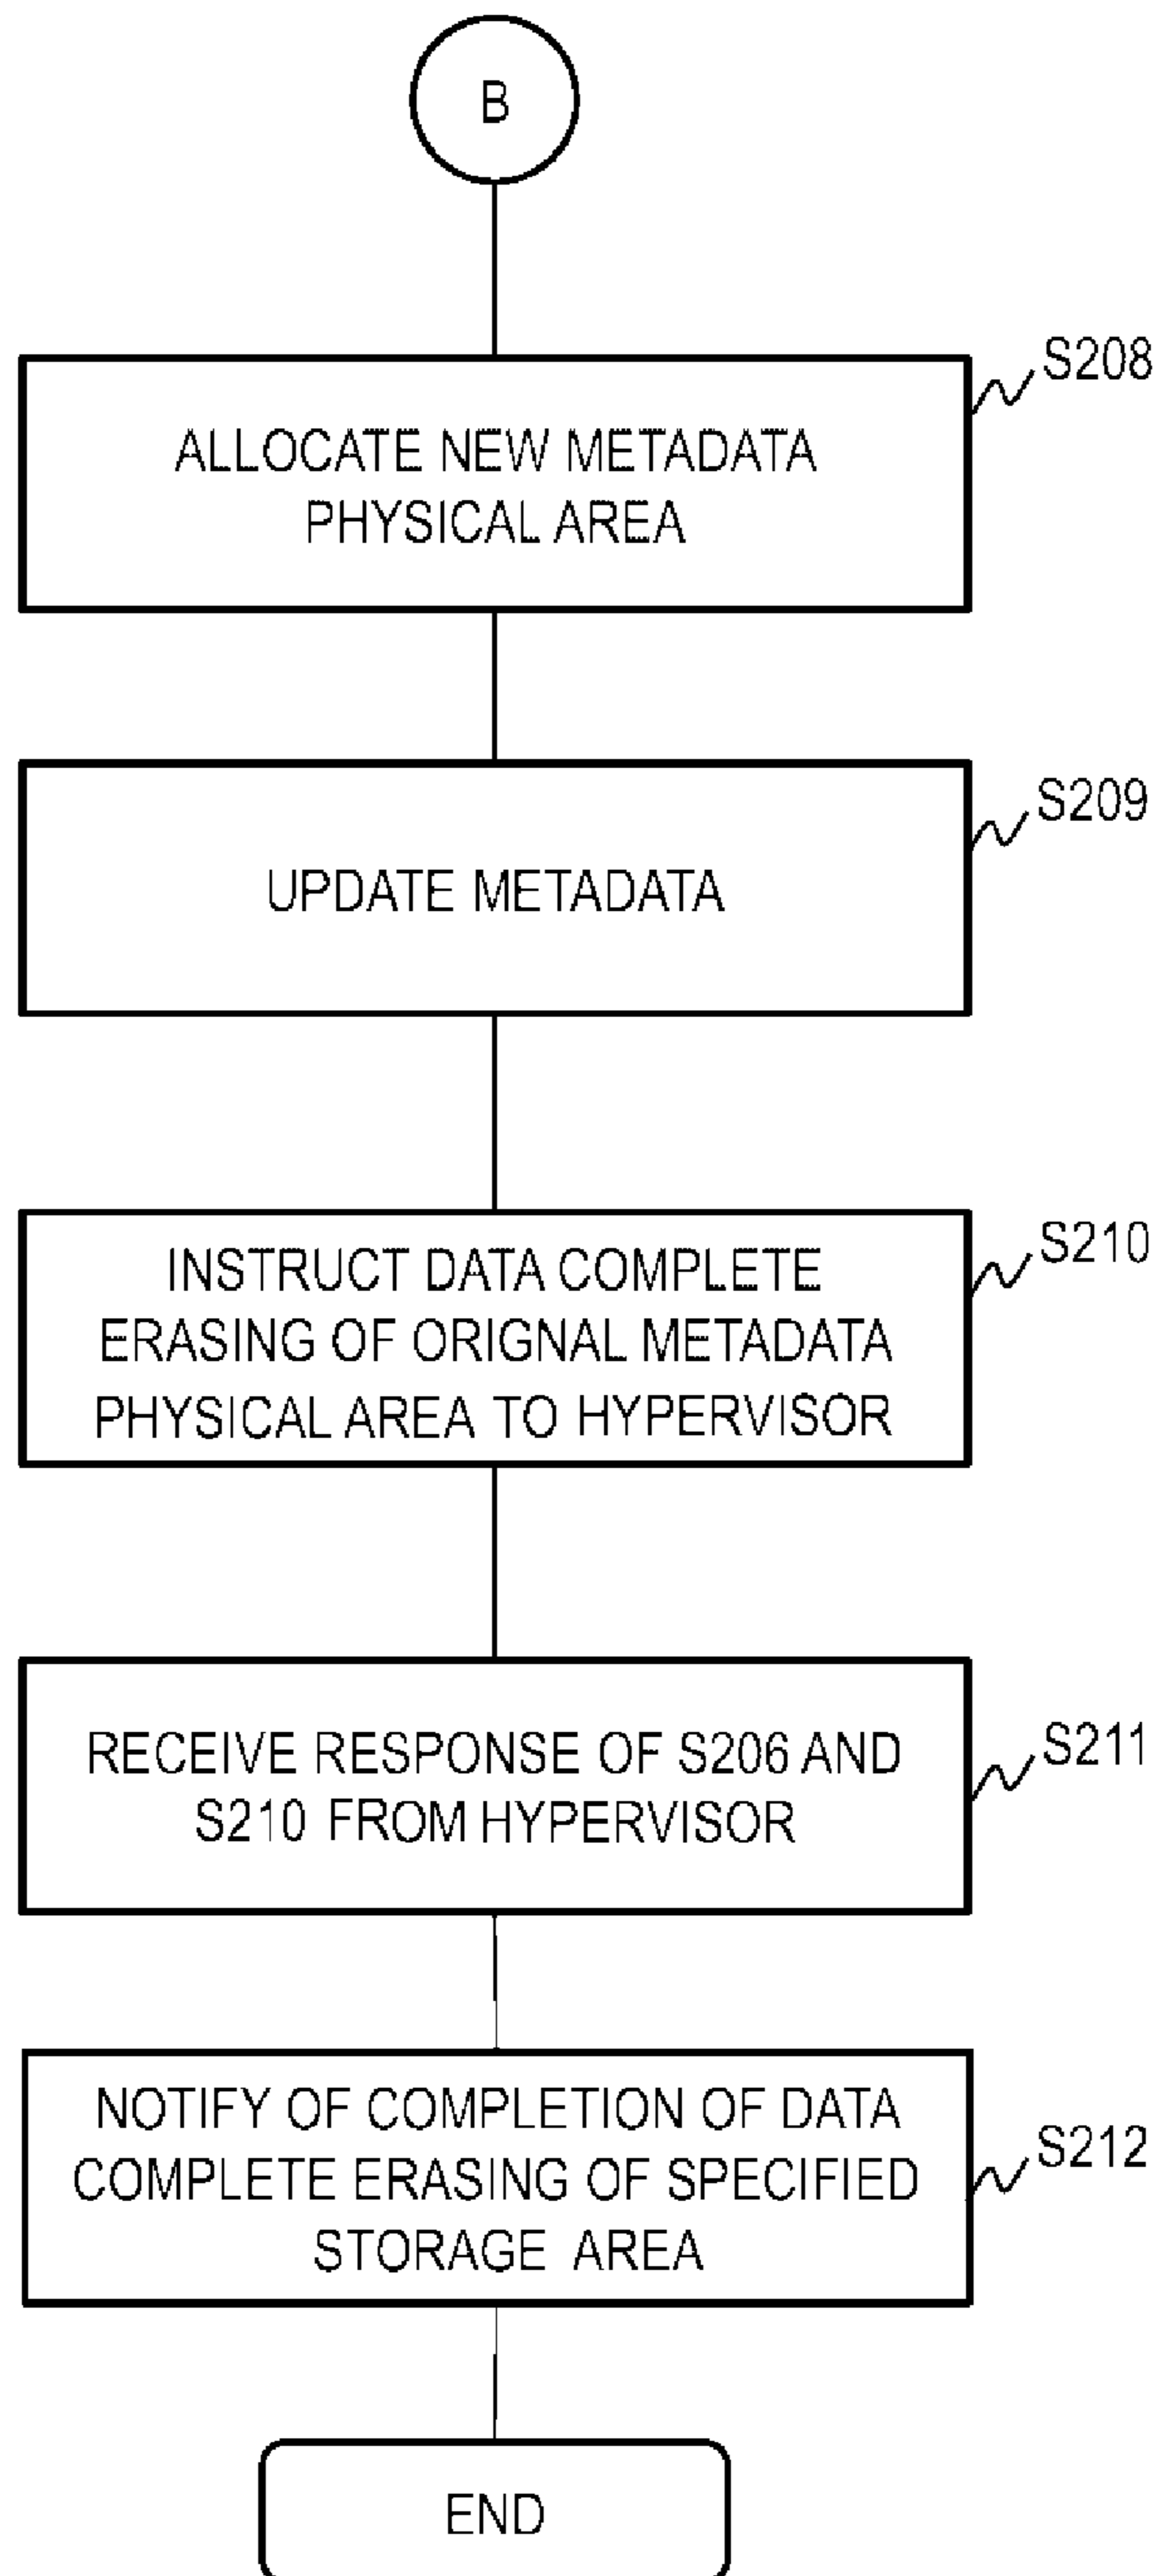 B
S208
ALLOCATE NEW METADATA
PHYSICAL AREA
S209
UPDATE METADATA
S210
INSTRUCT DATA COMPLETE
ERASING OF ORIGNAL METADATA
PHYSICAL AREA TO HYPERVISOR
S211
RECEIVE RESPONSE OF S206 AND
S210 FROM HYPERVISOR
S212
NOTIFY OF COMPLETION OF DATA
COMPLETE ERASING OF SPECIFIED
STORAGE AREA
END